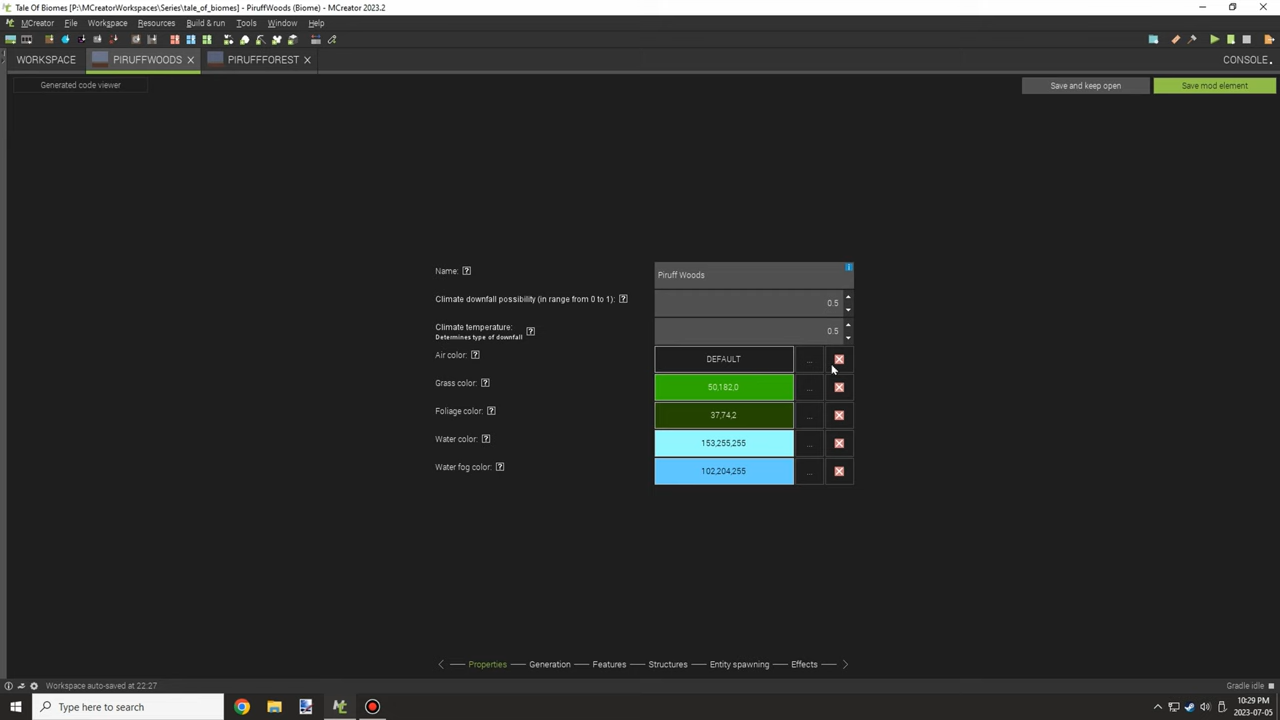 Tale Of Biomes [P:\MCreatorWorkspaces\Series\tale_of_biomes] - PiruffWoods (Biome) - MCreator 2023.2
MCreator File Workspace Resources Build & run Tools Window Help
WORKSPACE PIRUFFWOODS PIRUFFFOREST CONSOLE
Generated code viewer Save and keep open Save mod element
Name: Piruff Woods
Climate downfall possibility (in range from 0 to 1): 0.5
Climate temperature: 0.5
Determines type of downfall
Air color: DEFAULT ...
Grass color: 50,182,0 ...
Foliage color: 37,74,2 ...
Water color: 153,255,255 ...
Water fog color: 102,204,255 ...
Properties Generation Features Structures Entity spawning Effects
Workspace auto-saved at 22:27 Gradle idle
Type here to search 10:29 PM
2023-07-05